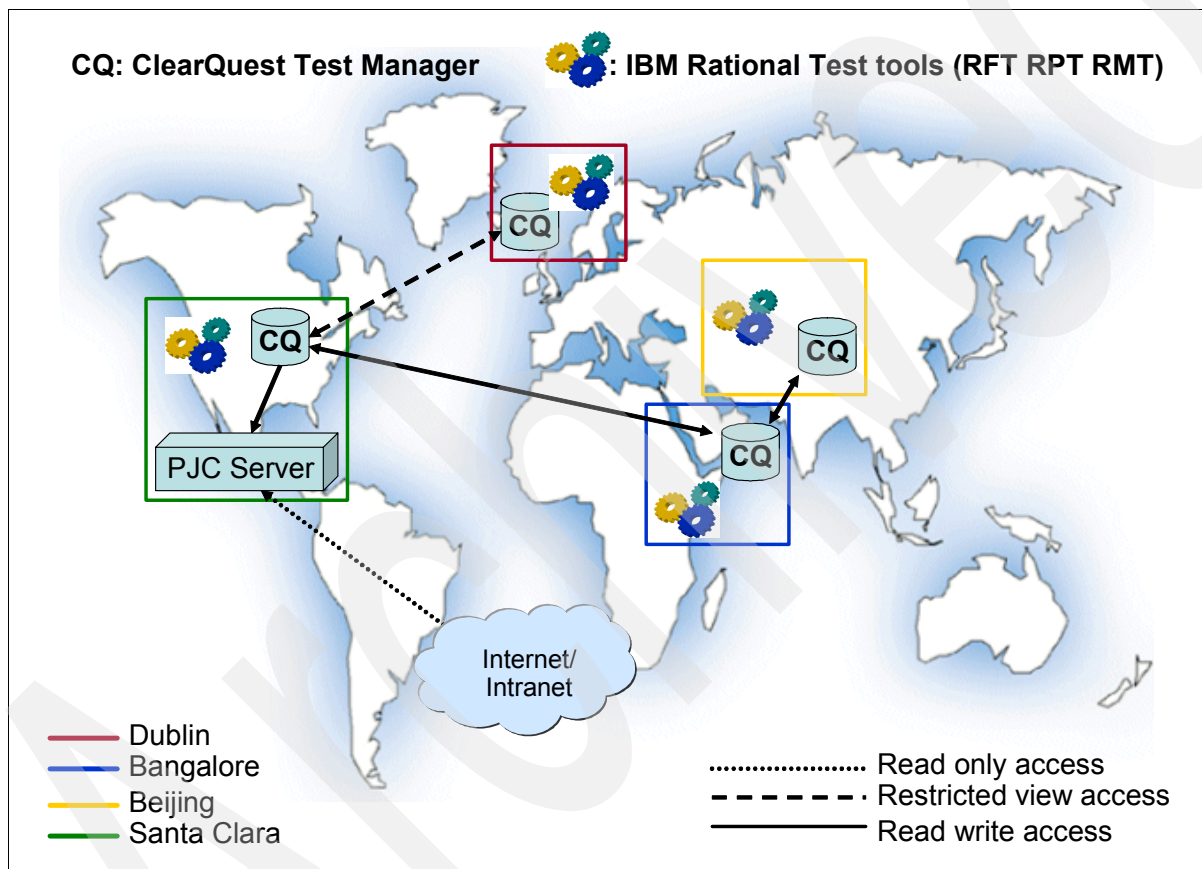 CQ: ClearQuest Test Manager
: IBM Rational Test tools (RFT RPT RMT)
CQ
CQ
CQ
CQ
PJC Server
Internet/
Intranet
Dublin
Bangalore
Beijing
Santa Clara
Read only access
Restricted view access
Read write access